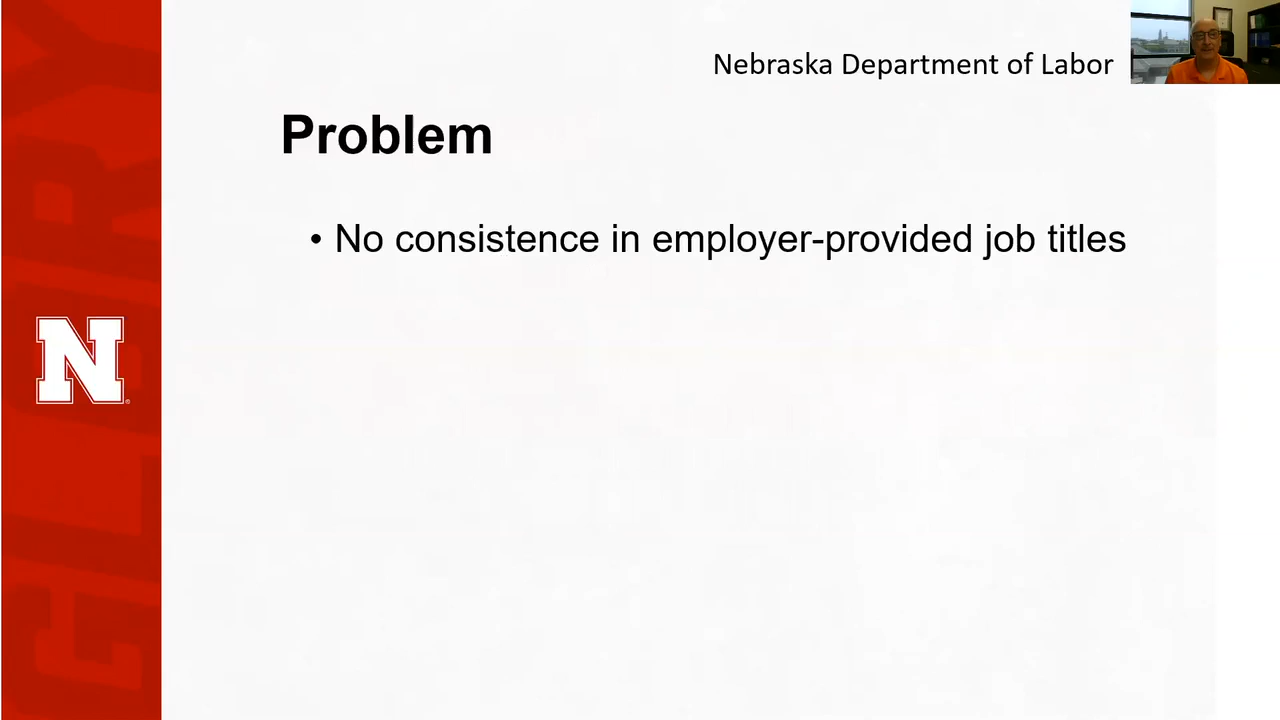 Nebraska Department of Labor
Problem
• No consistence in employer-provided job titles
N